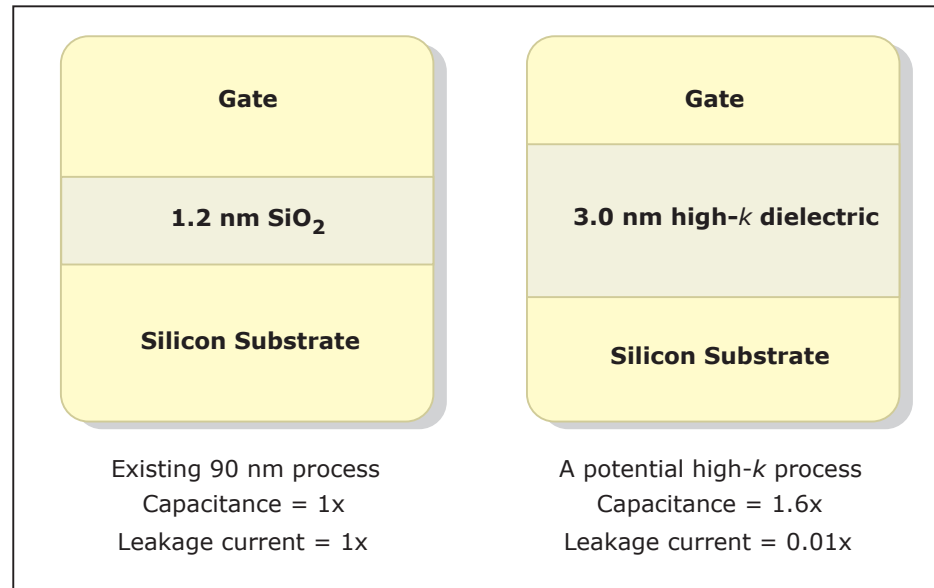 Gate
1.2 nm SiO₂
Silicon Substrate
Existing 90 nm process
Capacitance = 1x
Leakage current = 1x
Gate
3.0 nm high-k dielectric
Silicon Substrate
A potential high-k process
Capacitance = 1.6x
Leakage current = 0.01x